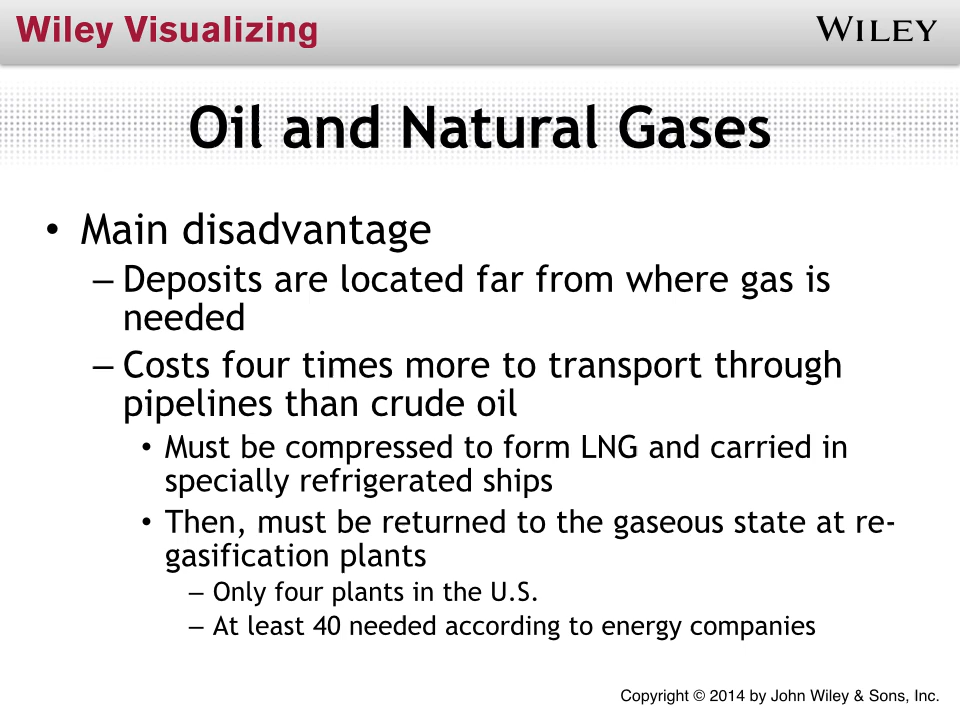 Wiley Visualizing
WILEY
Oil and Natural Gases
• Main disadvantage
– Deposits are located far from where gas is
needed
– Costs four times more to transport through
pipelines than crude oil
• Must be compressed to form LNG and carried in
specially refrigerated ships
• Then, must be returned to the gaseous state at re-
gasification plants
– Only four plants in the U.S.
– At least 40 needed according to energy companies
Copyright © 2014 by John Wiley & Sons, Inc.